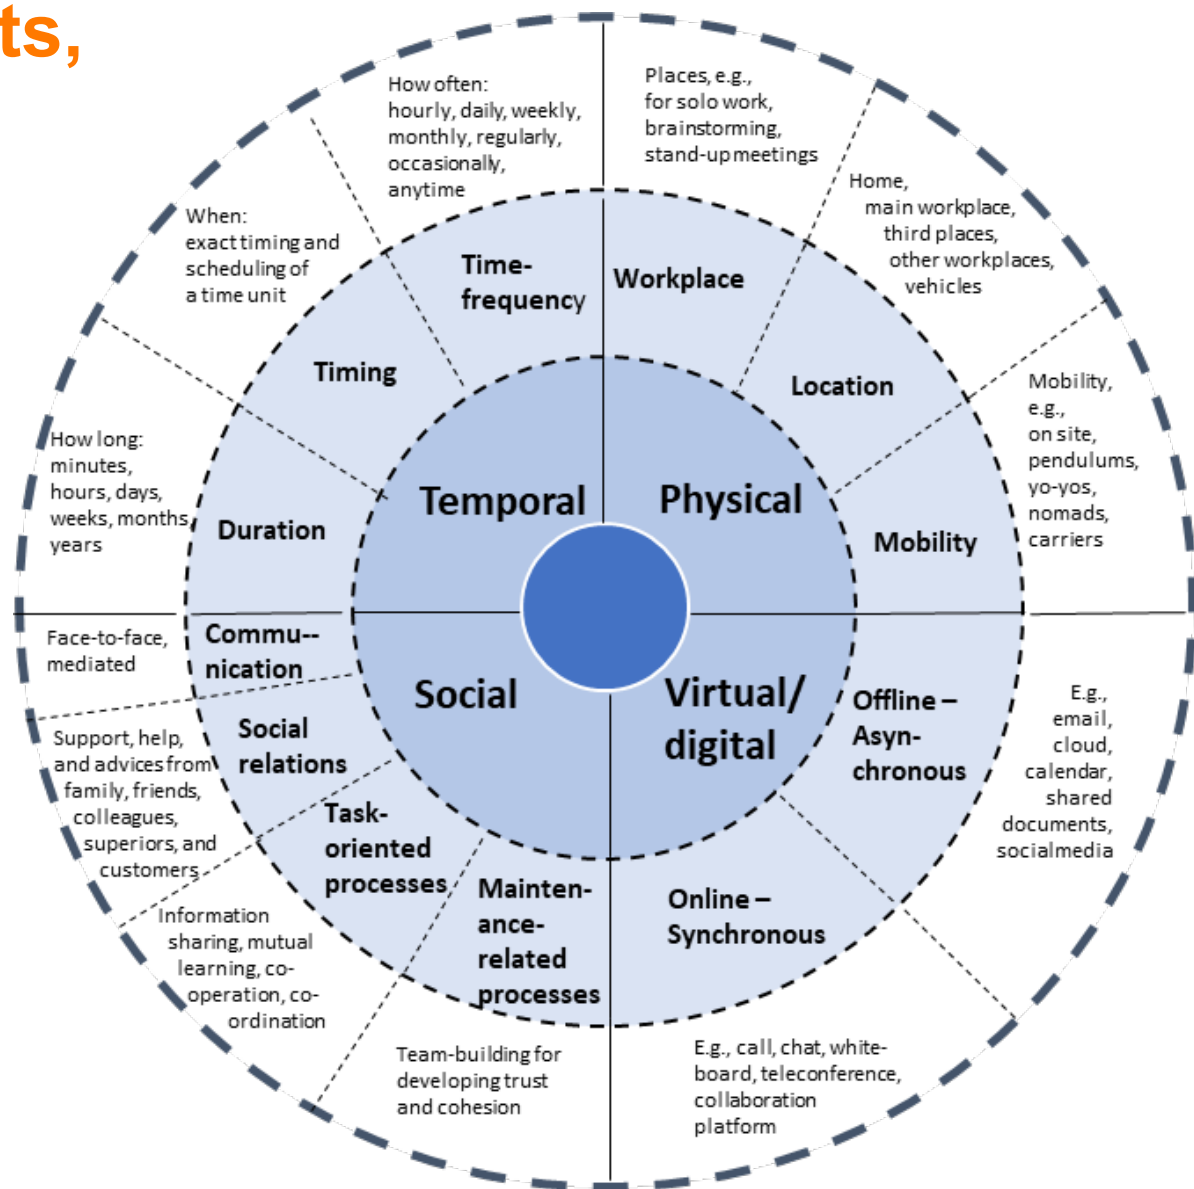 ts,
How often:
hourly, daily, weekly,
monthly, regularly,
occasionally,
anytime
Places, e.g.,
for solo work,
brainstorming,
stand-up meetings
When:
exact timing and
scheduling of
a time unit
Home,
main workplace,
third places,
other workplaces,
vehicles
Time-
frequency
Workplace
Timing
Location
How long:
minutes,
hours, days,
weeks, months,
years
Mobility,
e.g.,
on site,
pendulums,
yo-yos,
nomads,
carriers
Duration
Temporal
Physical
Mobility
Face-to-face,
mediated
Commu--
nication
Social
Virtual/
digital
Offline –
Asyn-
chronous
E.g.,
email,
cloud,
calendar,
shared
documents,
socialmedia
Support, help,
and advices from
family, friends,
colleagues,
superiors, and
customers
Social
relations
Task-
oriented
processes
Mainten-
ance-
related
processes
Online –
Synchronous
Information
sharing, mutual
learning, co-
operation, co-
ordination
Team-building for
developing trust
and cohesion
E.g., call, chat, white-
board, teleconference,
collaboration
platform